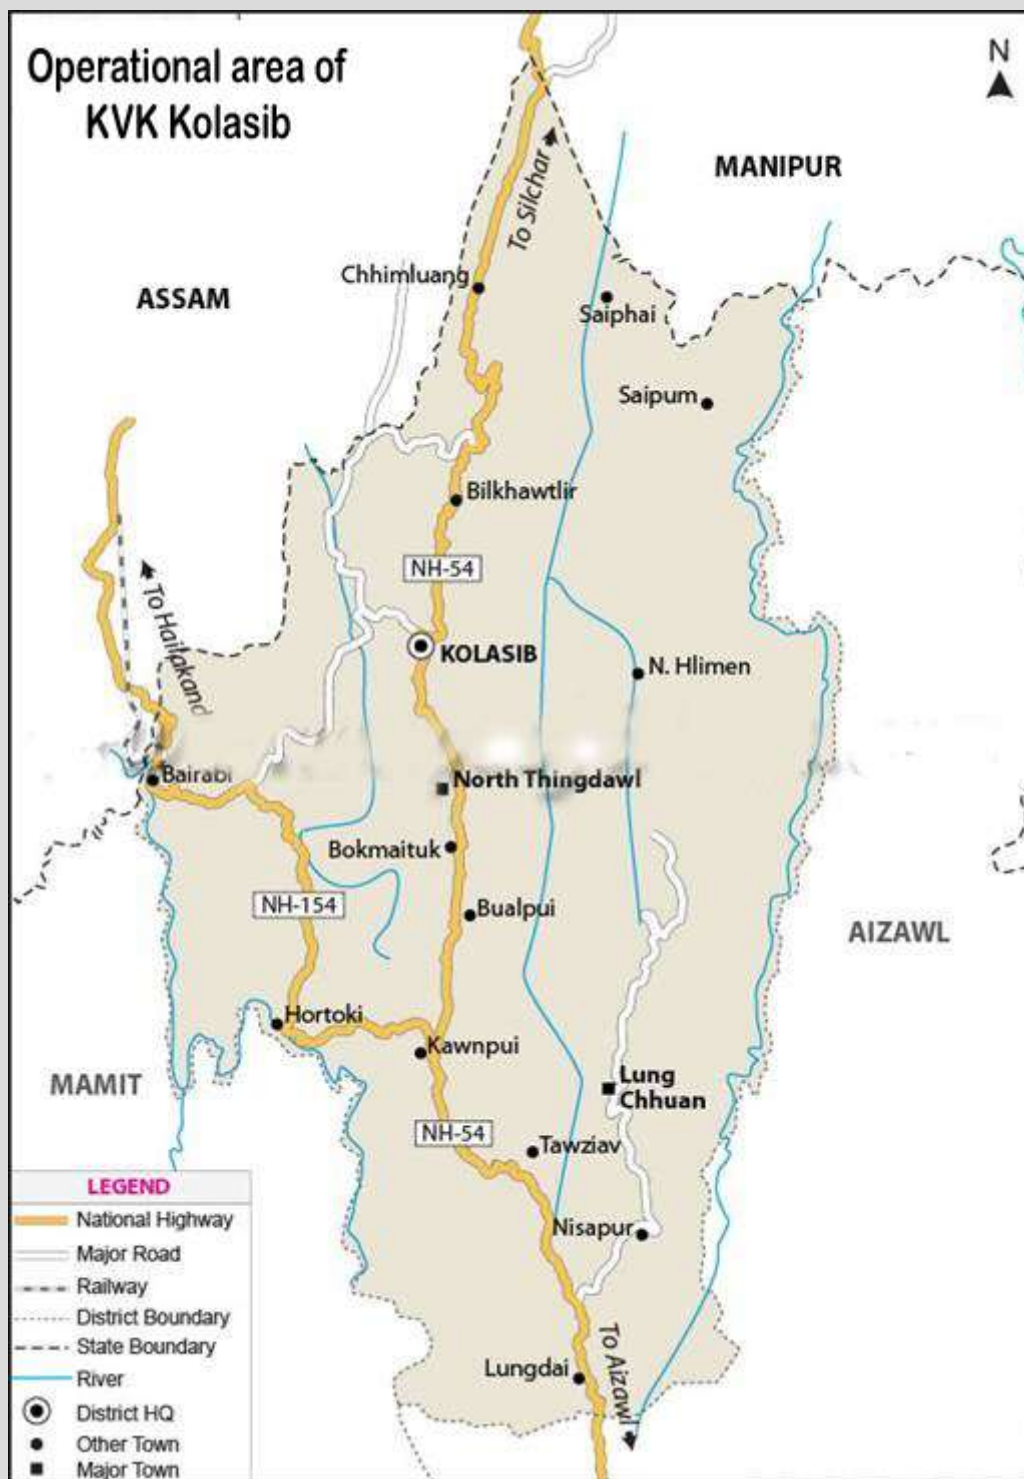 Operational area of
KVK Kolasib
N
MANIPUR
To Silchar
Chhimluang
ASSAM
Saiphai
Saipum
Bilkhawtlir
NH-54
To Hailakand
KOLASIB
N. Hlimen
Bairabi
North Thingdawl
Bokmaituk
NH-154
Bualpui
AIZAWL
Hortoki
Kawnpui
MAMIT
Lung
Chhuan
NH-54
Tawziav
Nisapur
To Aizawl
Lungdai
LEGEND
National Highway
Major Road
Railway
District Boundary
State Boundary
River
District HQ
Other Town
Major Town